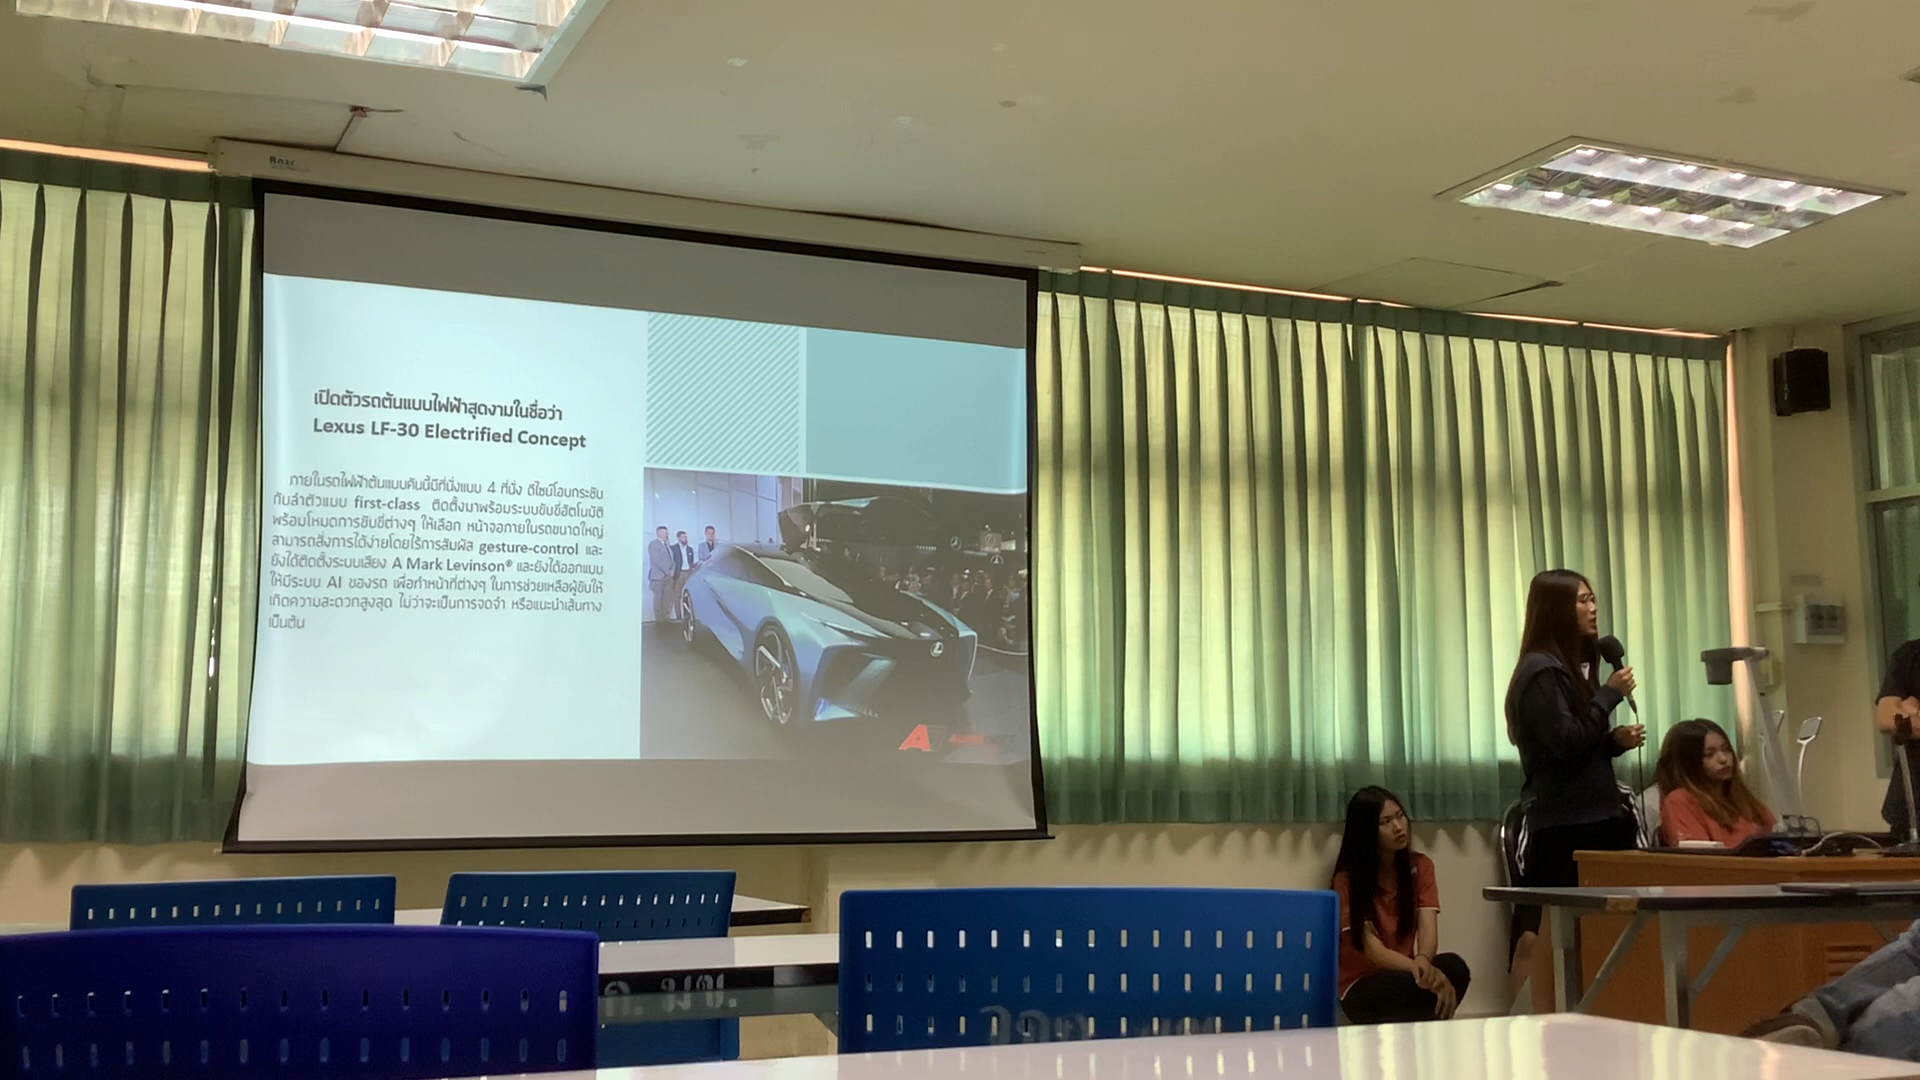 เปิดตัวรถต้นแบบไฟฟ้าสุดงามในชื่อว่า
Lexus LF-30 Electrified Concept
ภายในรถไฟฟ้าต้นแบบคันนี้มีที่นั่งแบบ 4 ที่นั่ง ดีไซน์โอบกระชับ
กับลำตัวแบบ first-class ติดตั้งมาพร้อมระบบขับขี่อัตโนมัติ
พร้อมโหมดการขับขี่ต่างๆ ให้เลือก หน้าจอภายในรถขนาดใหญ่
สามารถสั่งการได้ง่ายโดยไร้การสัมผัส gesture-control และ
ยังได้ติดตั้งระบบเสียง A Mark Levinson® และยังได้ออกแบบ
ให้มีระบบ AI ของรถ เพื่อทำหน้าที่ต่างๆ ในการช่วยเหลือผู้ขับให้
เกิดความสะดวกสูงสุด ไม่ว่าจะเป็นการจดจำ หรือแนะนำเส้นทาง
เป็นต้น
มข.